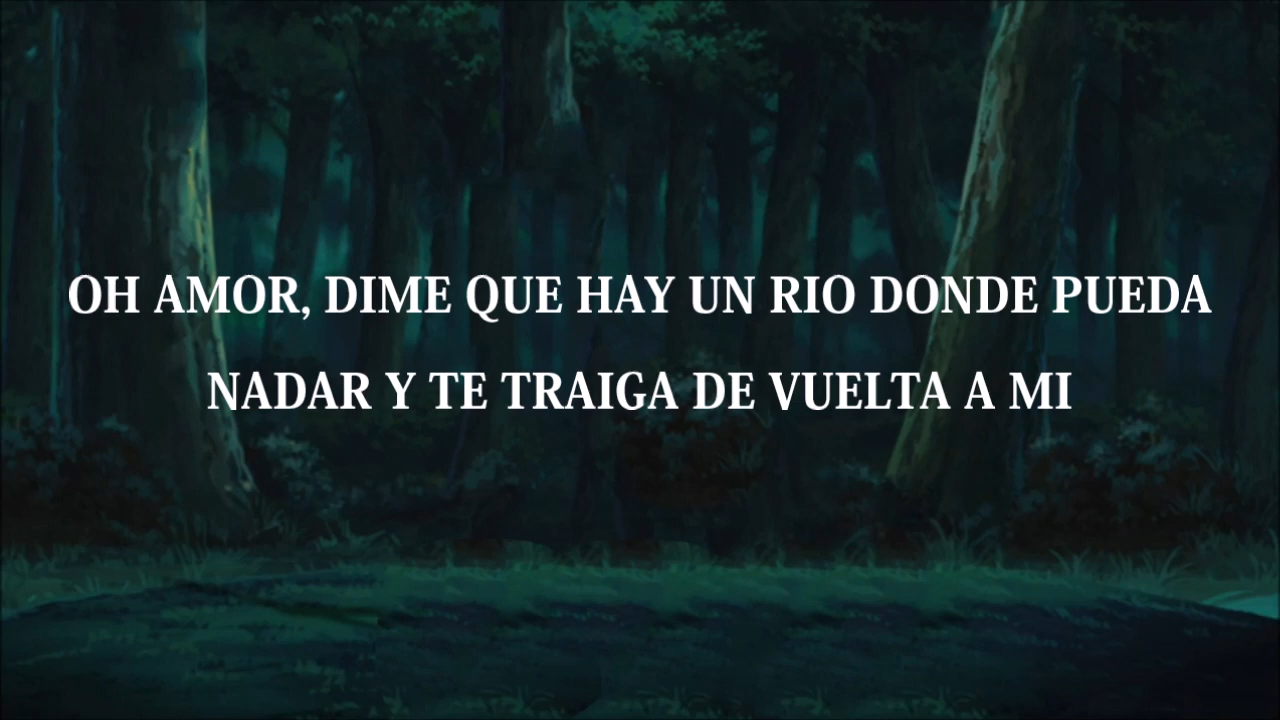 OH AMOR, DIME QUE HAY UN RIO DONDE PUEDA
NADAR Y TE TRAIGA DE VUELTA A MI